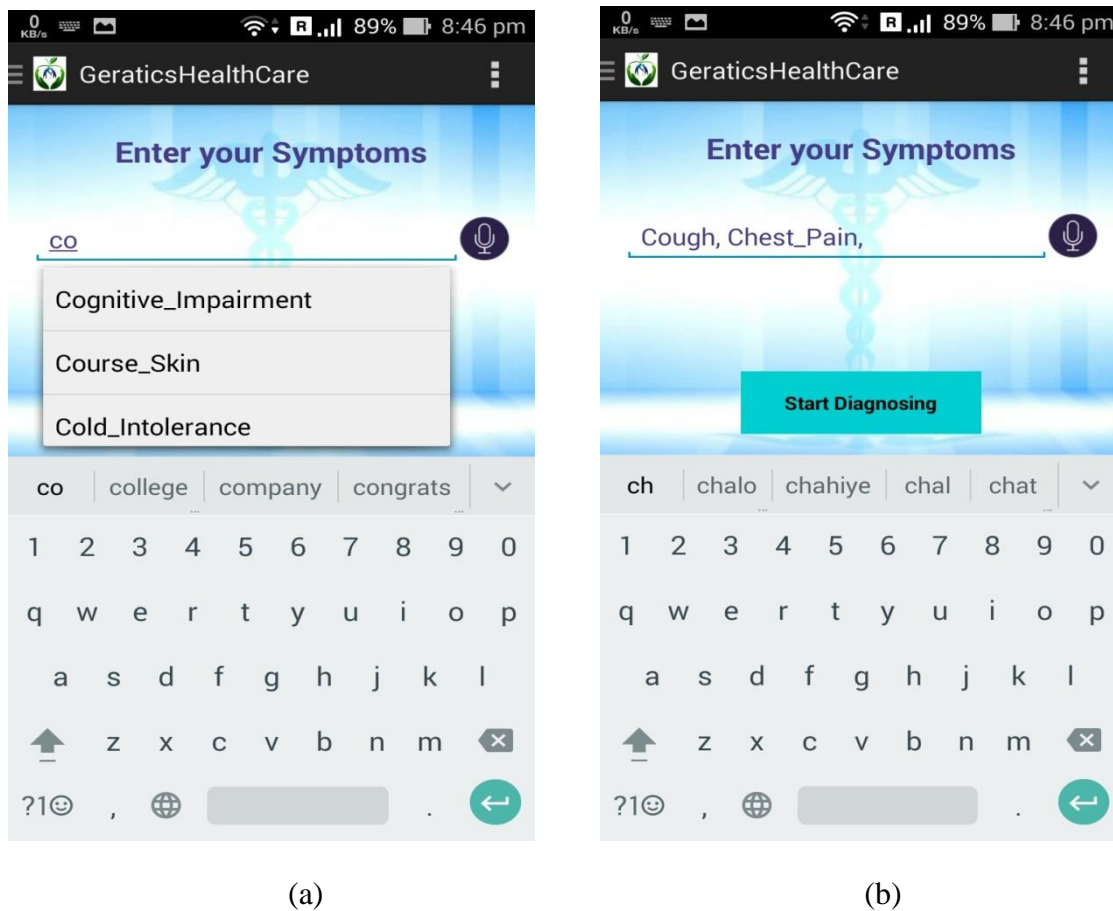 0 KB/s R 89% 8:46 pm
GeraticsHealthCare
Enter your Symptoms
co
Cognitive_Impairment
Course_Skin
Cold_Intolerance
co college company congrats
1 2 3 4 5 6 7 8 9 0
q w e r t y u i o p
a s d f g h j k l
z x c v b n m
?1☺ , .
(a)
0 KB/s R 89% 8:46 pm
GeraticsHealthCare
Enter your Symptoms
Cough, Chest_Pain,
Start Diagnosing
ch chalo chahiye chal chat
1 2 3 4 5 6 7 8 9 0
q w e r t y u i o p
a s d f g h j k l
z x c v b n m
?1☺ , .
(b)